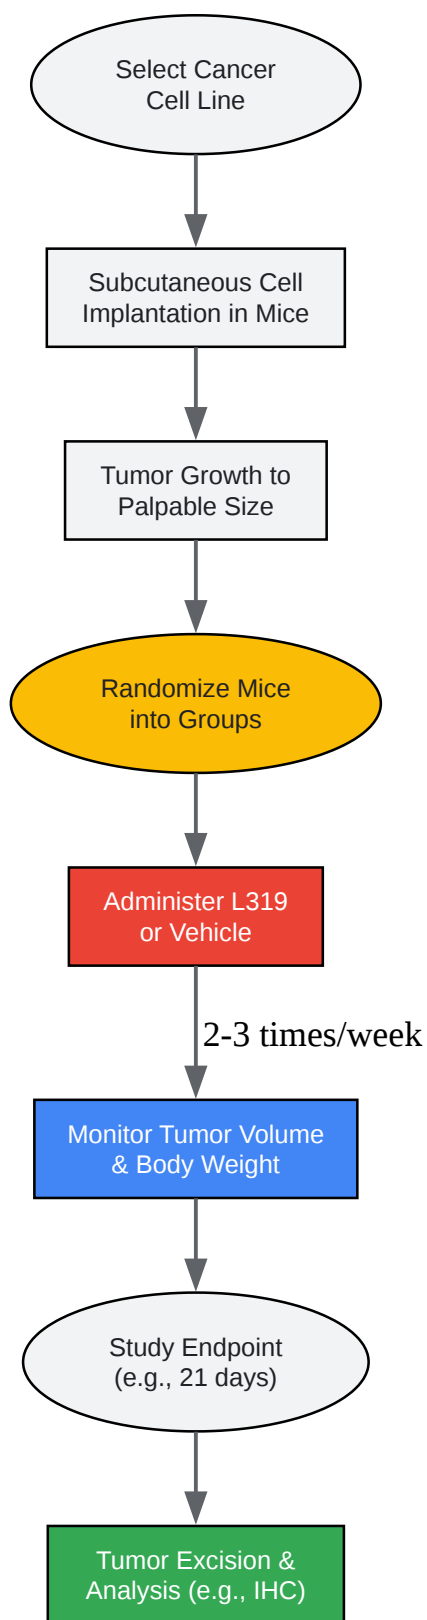 Select Cancer
Cell Line
Subcutaneous Cell
Implantation in Mice
Tumor Growth to
Palpable Size
Randomize Mice
into Groups
Administer L319
or Vehicle
2-3 times/week
Monitor Tumor Volume
& Body Weight
Study Endpoint
(e.g., 21 days)
Tumor Excision &
Analysis (e.g., IHC)